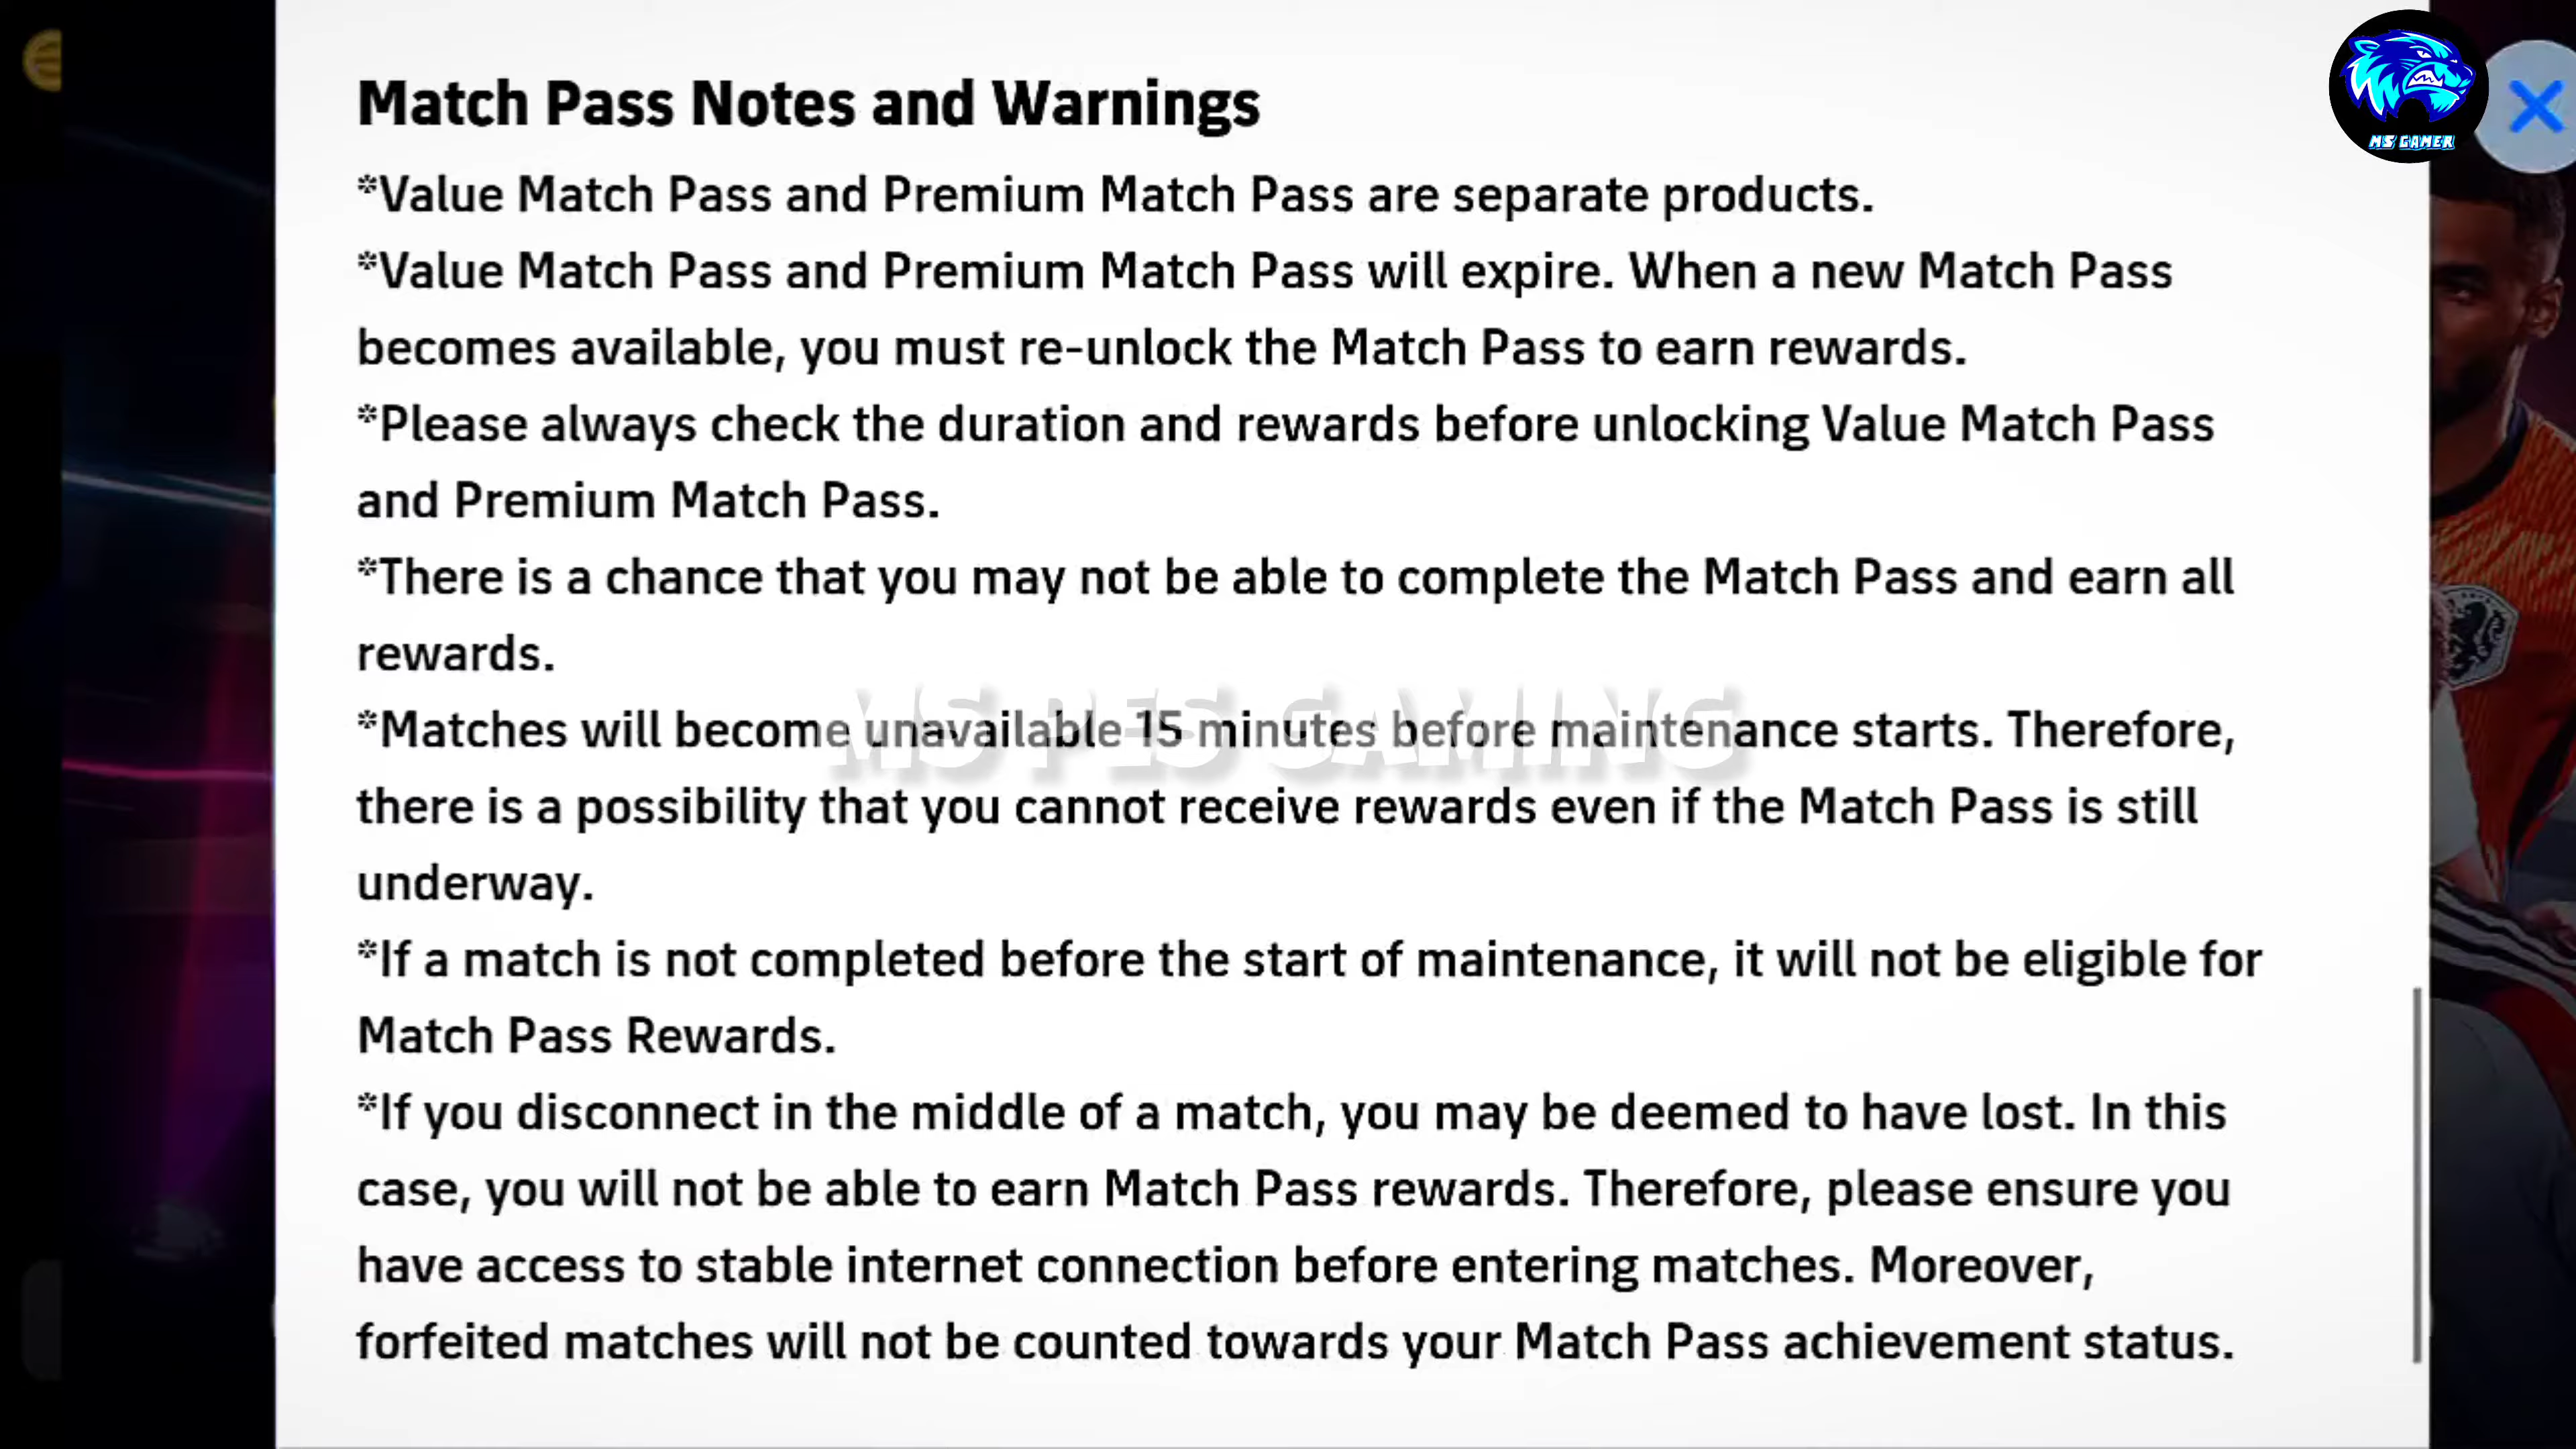 Match Pass Notes and Warnings
MS GAMER
*Value Match Pass and Premium Match Pass are separate products.
*Value Match Pass and Premium Match Pass will expire. When a new Match Pass
becomes available, you must re-unlock the Match Pass to earn rewards.
*Please always check the duration and rewards before unlocking Value Match Pass
and Premium Match Pass.
*There is a chance that you may not be able to complete the Match Pass and earn all
rewards.
MS PES GAMING
*Matches will become unavailable 15 minutes before maintenance starts. Therefore,
there is a possibility that you cannot receive rewards even if the Match Pass is still
underway.
*If a match is not completed before the start of maintenance, it will not be eligible for
Match Pass Rewards.
*If you disconnect in the middle of a match, you may be deemed to have lost. In this
case, you will not be able to earn Match Pass rewards. Therefore, please ensure you
have access to stable internet connection before entering matches. Moreover,
forfeited matches will not be counted towards your Match Pass achievement status.